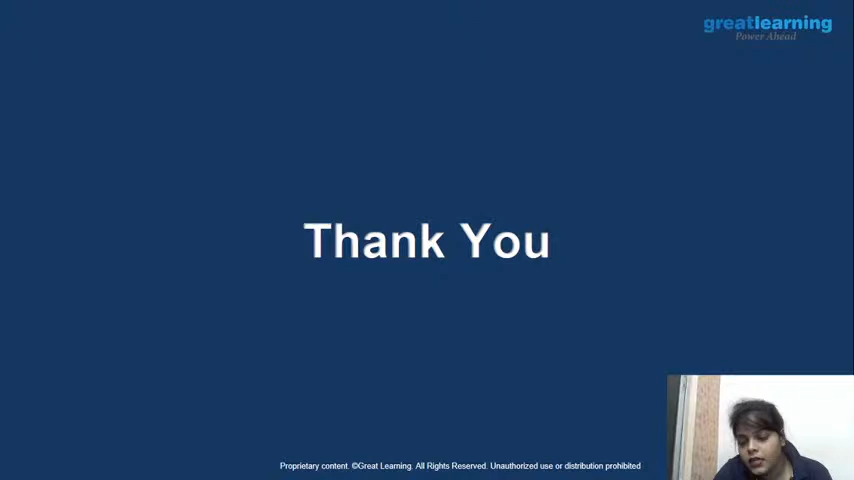 greatlearning
Power Ahead
Thank You
Proprietary content. ©Great Learning. All Rights Reserved. Unauthorized use or distribution prohibited